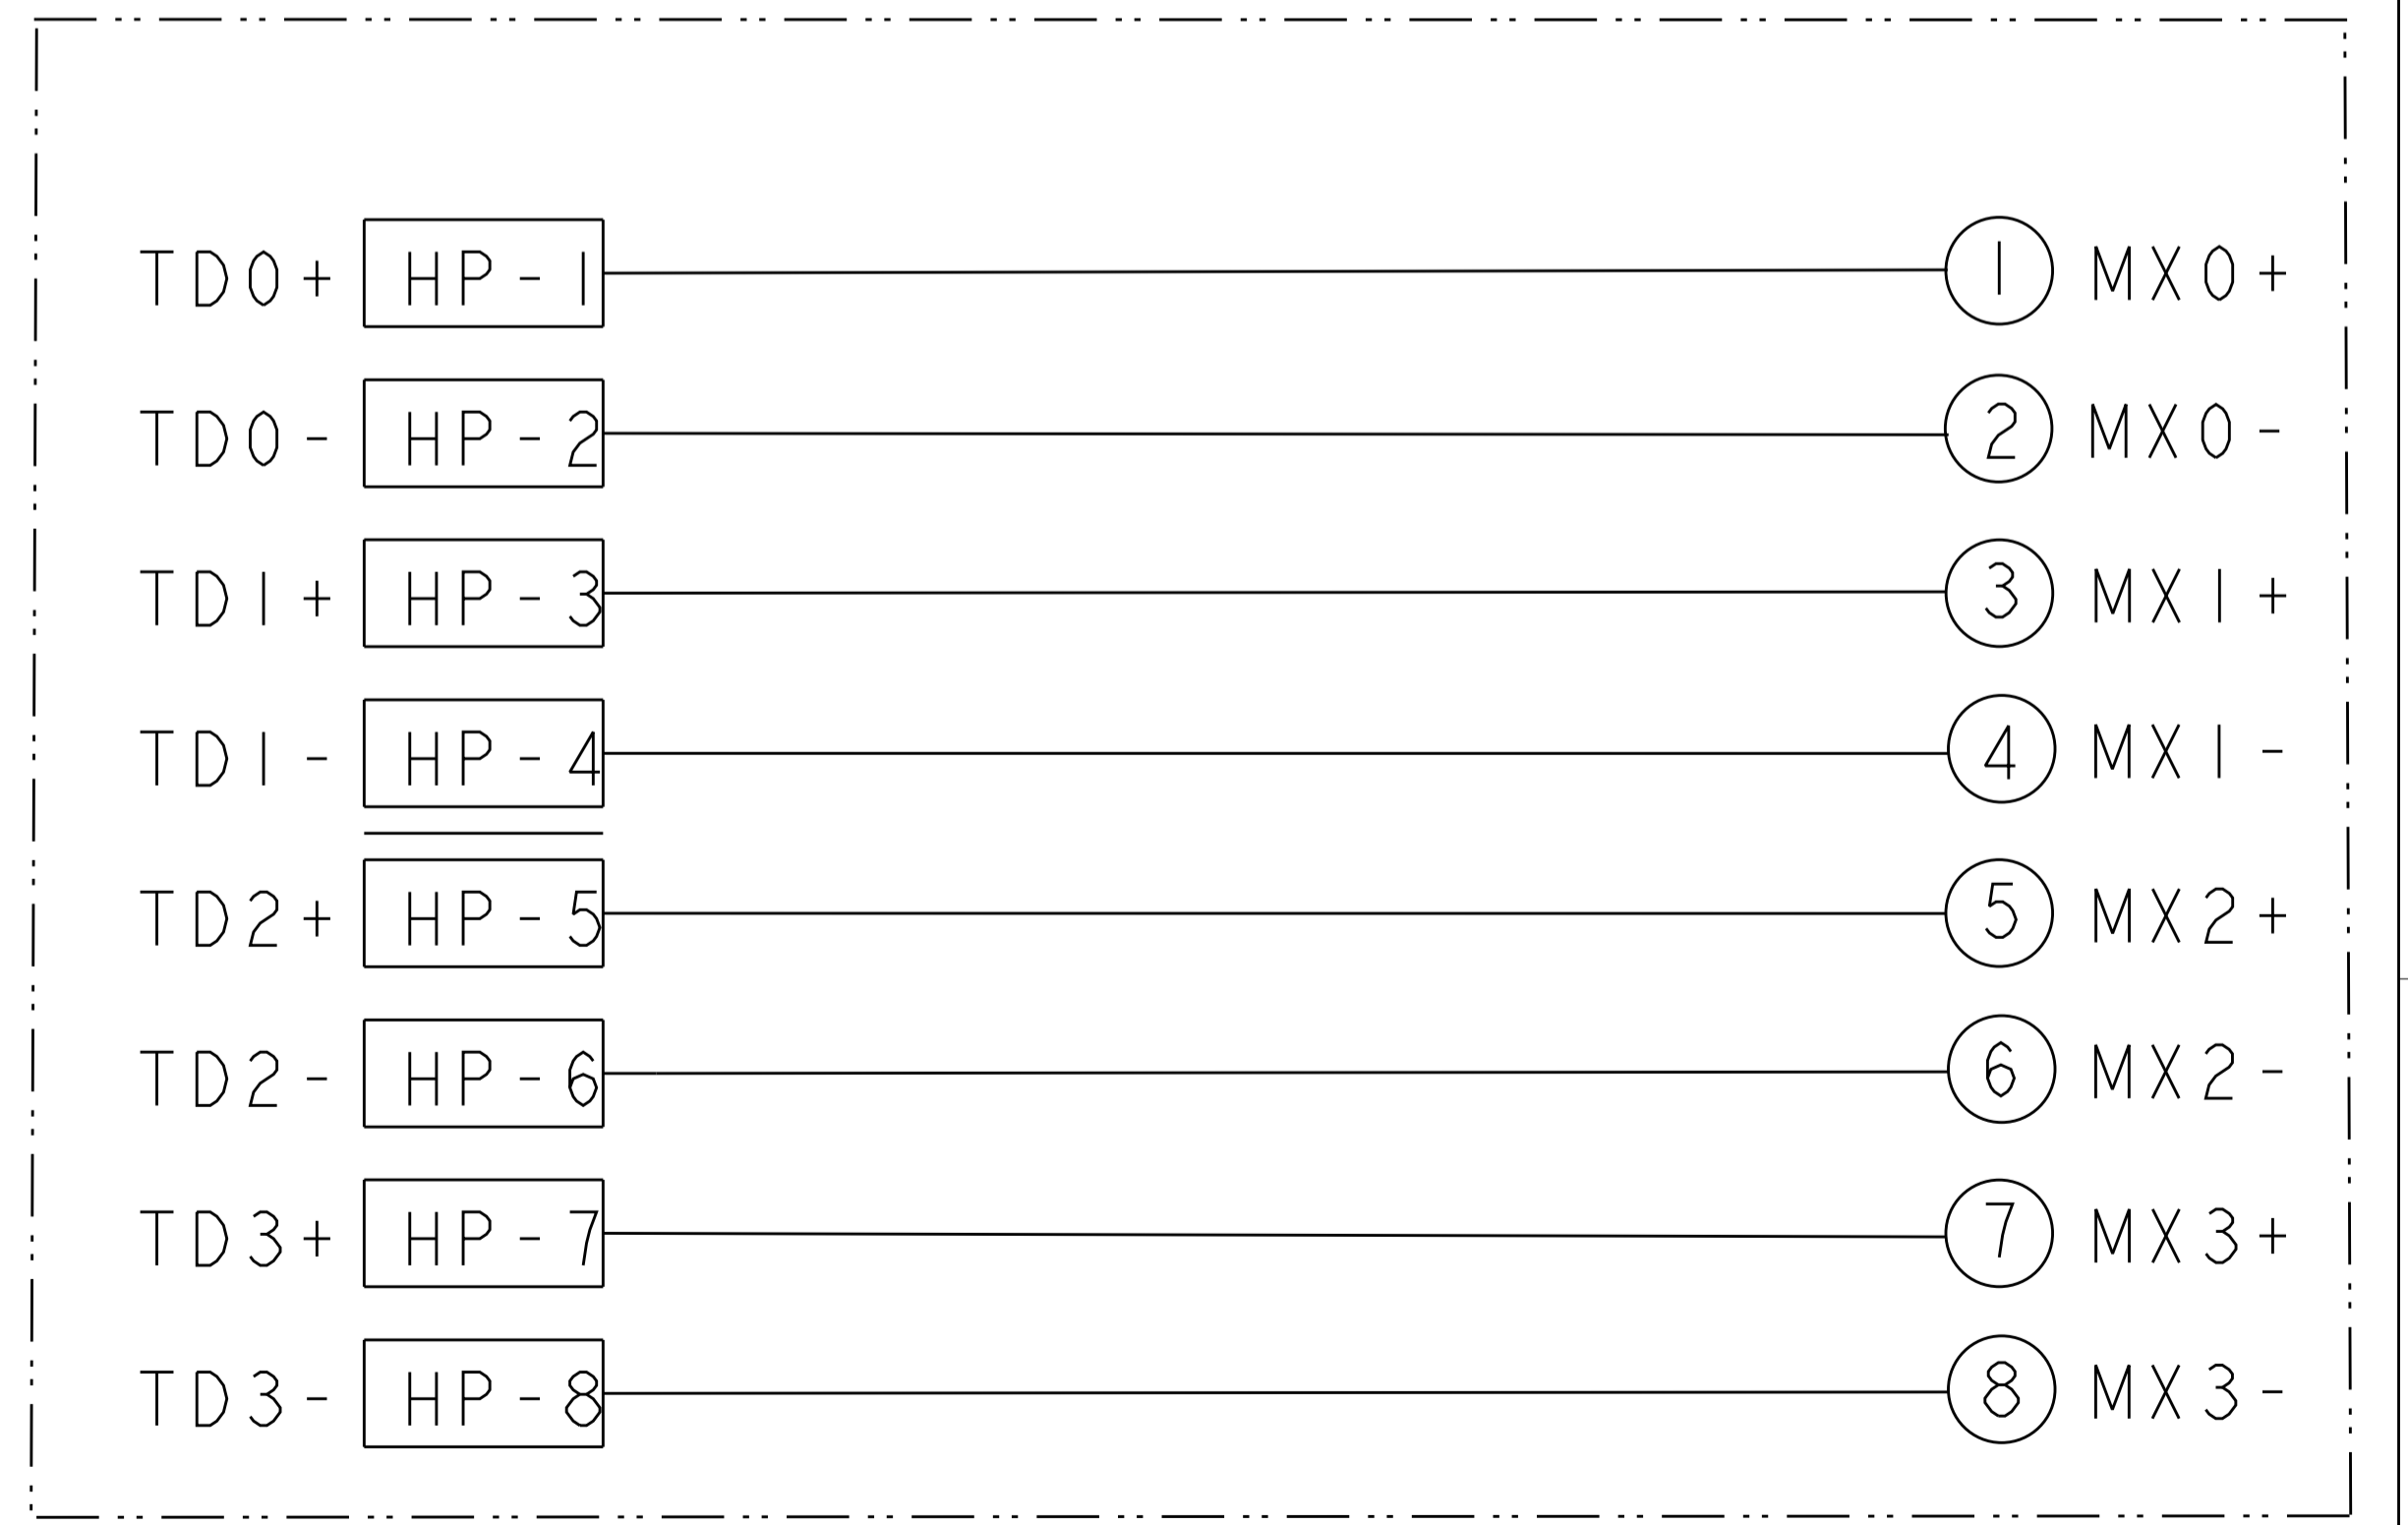 TD0+ HP-1 1 MX0+
TD0- HP-2 2 MX0-
TD1+ HP-3 3 MX1+
TD1- HP-4 4 MX1-
TD2+ HP-5 5 MX2+
TD2- HP-6 6 MX2-
TD3+ HP-7 7 MX3+
TD3- HP-8 8 MX3-